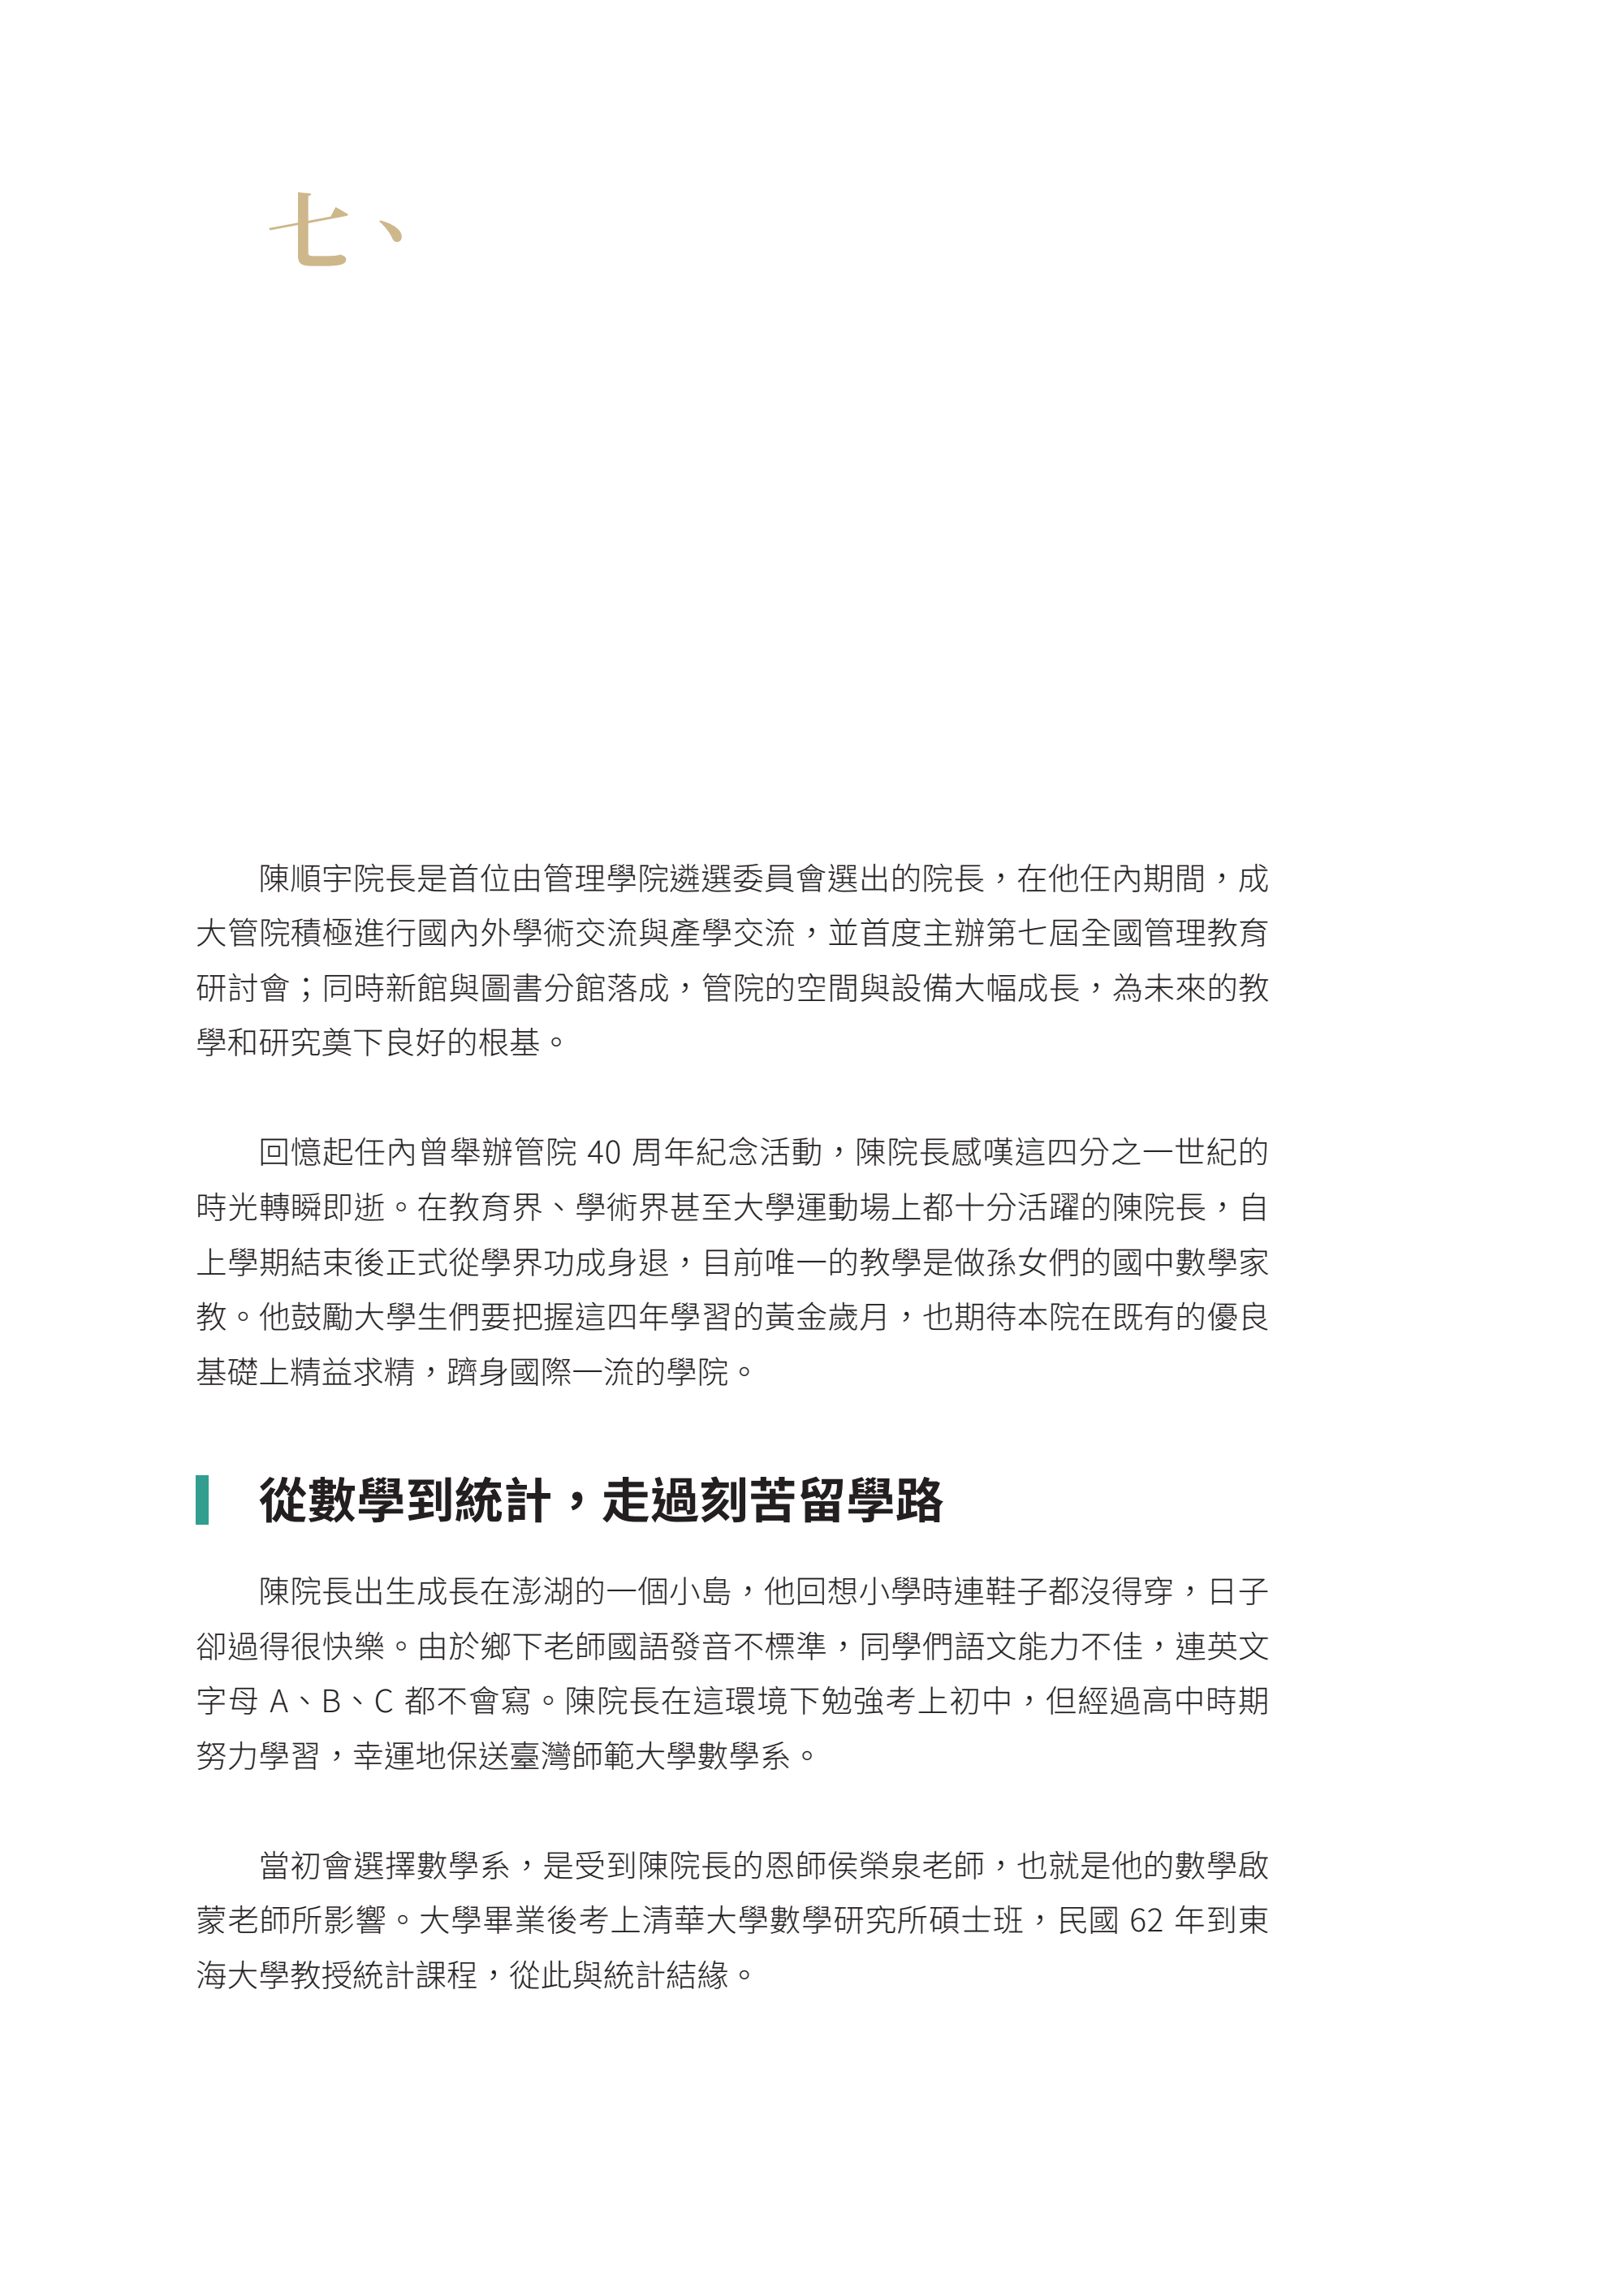 七、
陳順宇院長是首位由管理學院遴選委員會選出的院長，在他任內期間，成
大管院積極進行國內外學術交流與產學交流，並首度主辦第七屆全國管理教育
研討會；同時新館與圖書分館落成，管院的空間與設備大幅成長，為未來的教
學和研究奠下良好的根基。
回憶起任內曾舉辦管院 40 周年紀念活動，陳院長感嘆這四分之一世紀的
時光轉瞬即逝。在教育界、學術界甚至大學運動場上都十分活躍的陳院長，自
上學期結束後正式從學界功成身退，目前唯一的教學是做孫女們的國中數學家
教。他鼓勵大學生們要把握這四年學習的黃金歲月，也期待本院在既有的優良
基礎上精益求精，躋身國際一流的學院。
從數學到統計，走過刻苦留學路
陳院長出生成長在澎湖的一個小島，他回想小學時連鞋子都沒得穿，日子
卻過得很快樂。由於鄉下老師國語發音不標準，同學們語文能力不佳，連英文
字母 A、B、C 都不會寫。陳院長在這環境下勉強考上初中，但經過高中時期
努力學習，幸運地保送臺灣師範大學數學系。
當初會選擇數學系，是受到陳院長的恩師侯榮泉老師，也就是他的數學啟
蒙老師所影響。大學畢業後考上清華大學數學研究所碩士班，民國 62 年到東
海大學教授統計課程，從此與統計結緣。